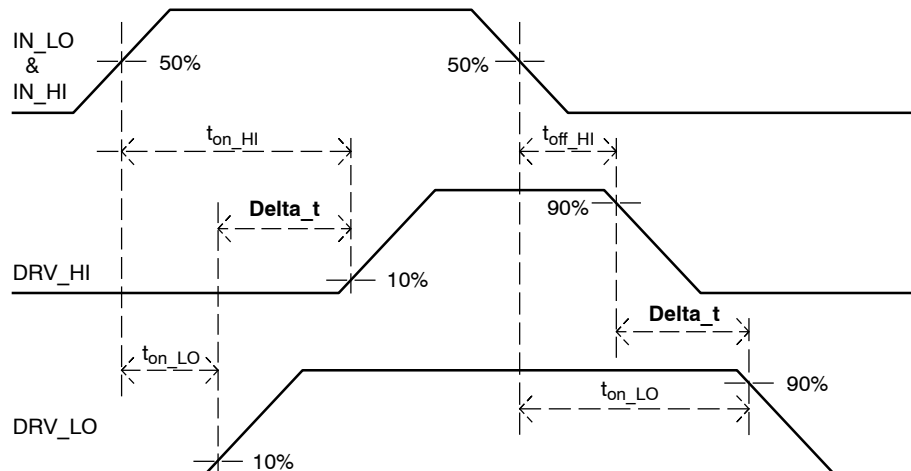 IN_LO
&
IN_HI
50%
50%
t_on_HI
t_off_HI
Delta_t
90%
DRV_HI
10%
Delta_t
t_on_LO
90%
t_on_LO
DRV_LO
10%